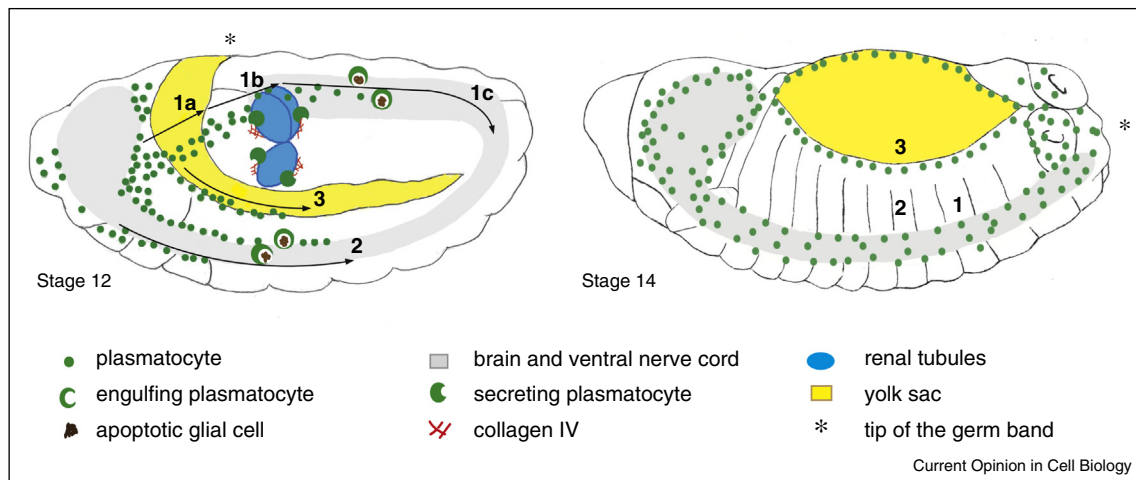 *
1b
1a
1c
3
2
Stage 12
*
3
2
1
Stage 14
plasmatocyte
brain and ventral nerve cord
renal tubules
engulfing plasmatocyte
secreting plasmatocyte
yolk sac
apoptotic glial cell
collagen IV
* tip of the germ band
Current Opinion in Cell Biology